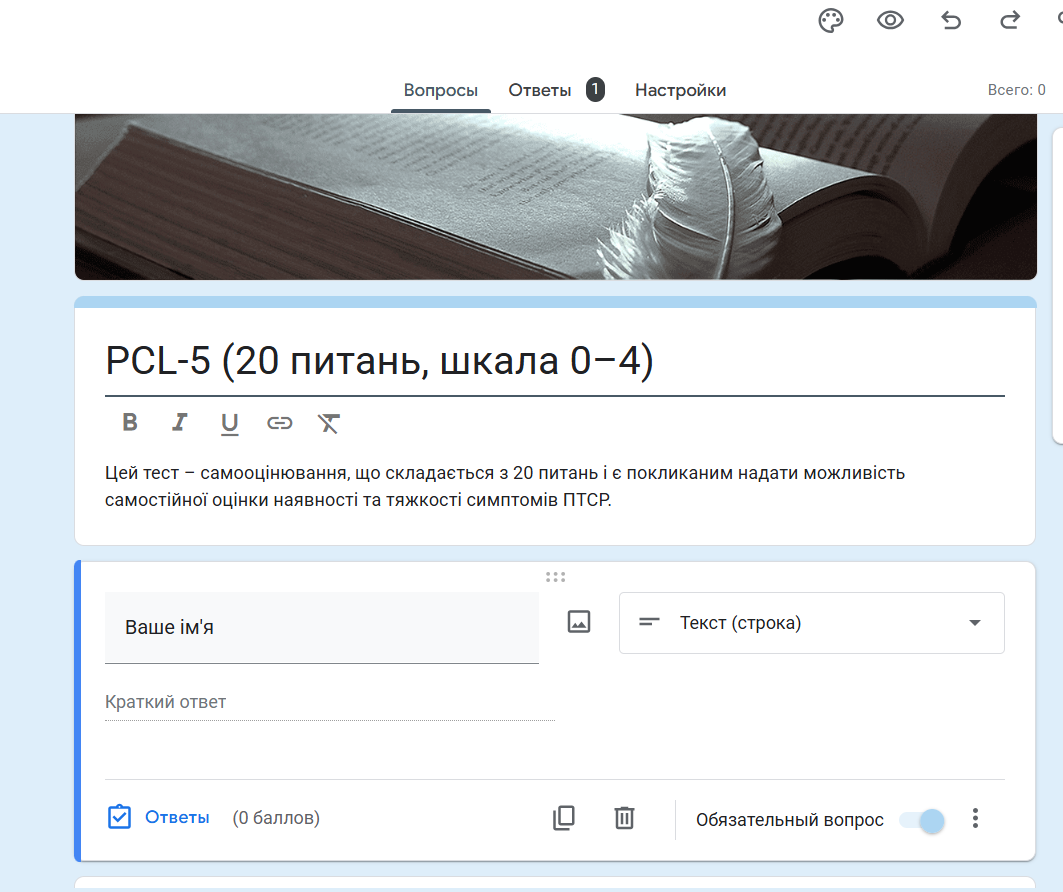 Вопросы Ответы 1 Настройки Всего: 0
PCL-5 (20 питань, шкала 0–4)
B I U
Цей тест – самооцінювання, що складається з 20 питань і є покликаним надати можливість
самостійної оцінки наявності та тяжкості симптомів ПТСР.
Ваше ім'я Текст (строка)
Краткий ответ
Ответы (0 баллов) Обязательный вопрос